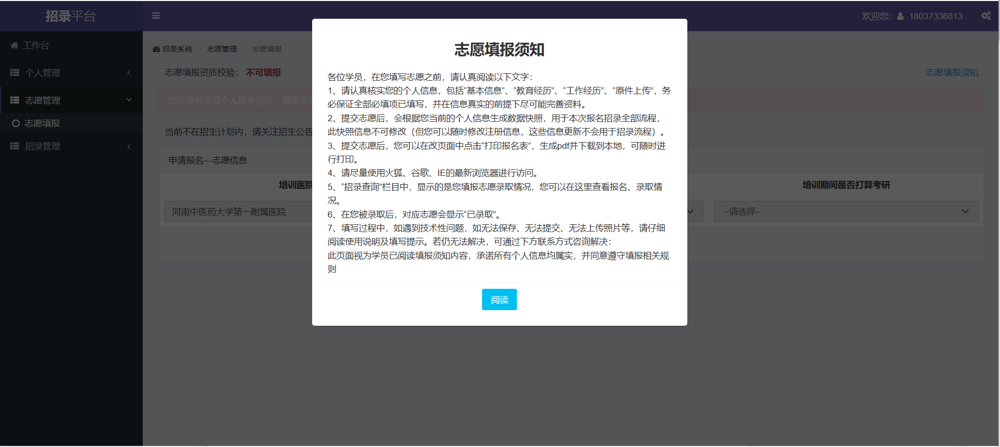 招录平台
欢迎您： 18037336813
工作台
个人管理
志愿管理
志愿填报
招录管理
招录系统 > 志愿管理 > 志愿填报
志愿填报资质校验： 不可填报
志愿填报须知
您还没有填写个人基本信息，请填写
当前不在招生计划内，请关注招生公告
申请报名---志愿信息
培训医院
培训期间是否打算考研
河南中医药大学第一附属医院
--请选择--
志愿填报须知
各位学员，在您填写志愿之前，请认真阅读以下文字：
1、请认真核实您的个人信息，包括“基本信息”、“教育经历”、“工作经历”、“原件上传”，务
必保证全部必填项已填写，并在信息真实的前提下尽可能完善资料。
2、提交志愿后，会根据您当前的个人信息生成数据快照，用于本次报名招录全部流程，
此快照信息不可修改（但您可以随时修改注册信息，这些信息更新不会用于招录流程）。
3、提交志愿后，您可以在改页面中点击“打印报名表”，生成pdf并下载到本地，可随时进
行打印。
4、请尽量使用火狐、谷歌、IE的最新浏览器进行访问。
5、“招录查询”栏目中，显示的是您填报志愿录取情况，您可以在这里查看报名、录取情
况。
6、在您被录取后，对应志愿会显示“已录取”。
7、填写过程中，如遇到技术性问题，如无法保存、无法提交、无法上传照片等，请仔细
阅读使用说明及填写提示。若仍无法解决，可通过下方联系方式咨询解决：
此页面视为学员已阅读填报须知内容，承诺所有个人信息均属实，并同意遵守填报相关规
则
阅读